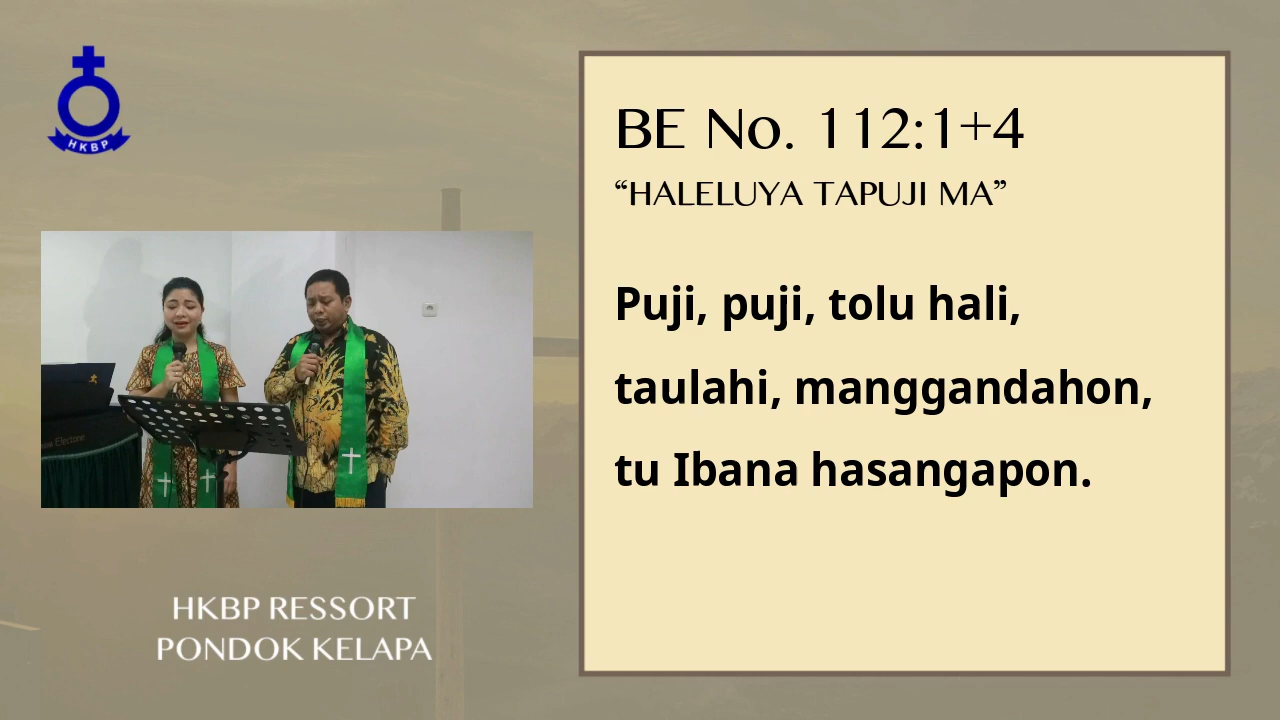 HKBP
BE No. 112:1+4
“HALELUYA TAPUJI MA”
Puji, puji, tolu hali,
taulahi, manggandahon,
tu Ibana hasangapon.
Electone
HKBP RESSORT
PONDOK KELAPA